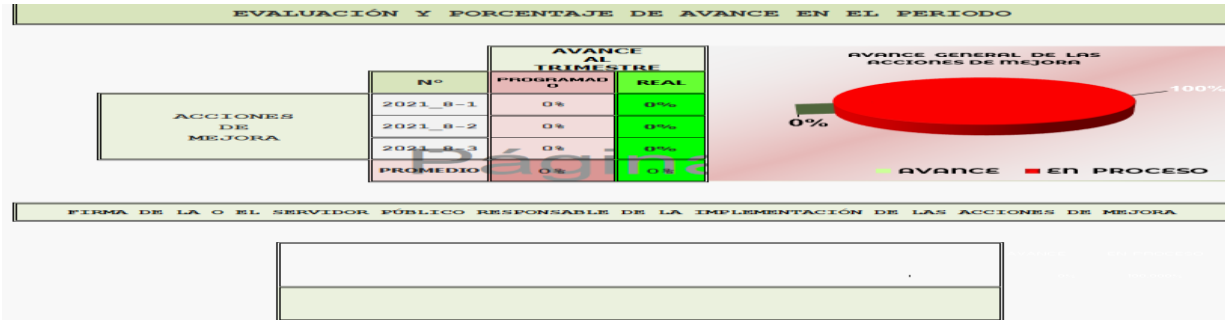 EVALUACIÓN Y PORCENTAJE DE AVANCE EN EL PERIODO
AVANCE
AL
TRIMESTRE
Nº
PROGRAMAD
O
REAL
ACCIONES
DE
MEJORA
2021_8-1
0%
0%
2021_8-2
0%
0%
2021_8-3
0%
0%
PROMEDIO
0%
0%
Página
AVANCE GENERAL DE LAS
ACCIONES DE MEJORA
100%
0%
AVANCE
EN PROCESO
FIRMA DE LA O EL SERVIDOR PÚBLICO RESPONSABLE DE LA IMPLEMENTACIÓN DE LAS ACCIONES DE MEJORA